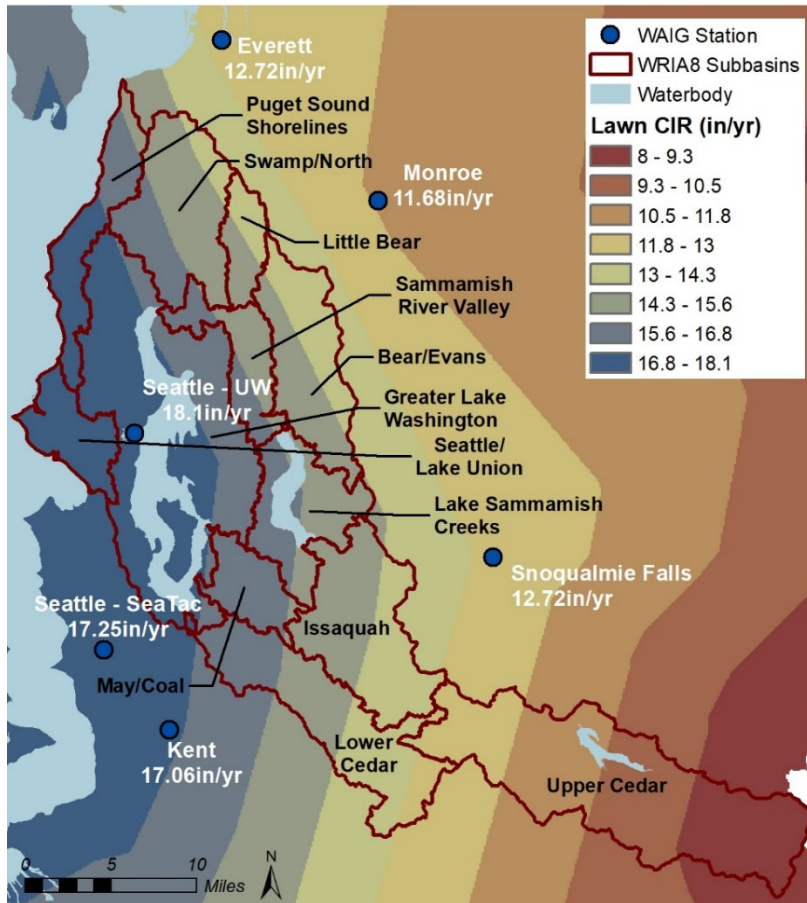 Everett
12.72in/yr
Puget Sound
Shorelines
Swamp/North
Monroe
11.68in/yr
Little Bear
Sammamish
River Valley
Bear/Evans
Seattle - UW
18.1in/yr
Greater Lake
Washington
Seattle/
Lake Union
Lake Sammamish
Creeks
Snoqualmie Falls
12.72in/yr
Seattle - SeaTac
17.25in/yr
Issaquah
May/Coal
Kent
17.06in/yr
Lower
Cedar
Upper Cedar
WAIG Station
WRIA8 Subbasins
Waterbody
Lawn CIR (in/yr)
8 - 9.3
9.3 - 10.5
10.5 - 11.8
11.8 - 13
13 - 14.3
14.3 - 15.6
15.6 - 16.8
16.8 - 18.1
0 5 10
Miles
N